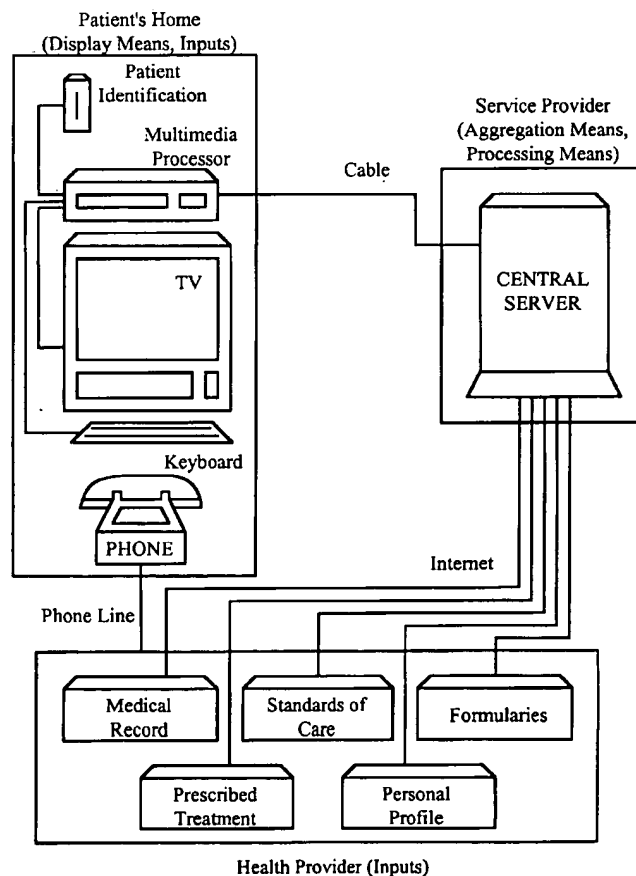 Patient's Home
(Display Means, Inputs)
Patient
Identification
Multimedia
Processor
Service Provider
(Aggregation Means,
Processing Means)
Cable
TV
CENTRAL
SERVER
Keyboard
PHONE
Internet
Phone Line
Medical
Record
Standards of
Care
Formularies
Prescribed
Treatment
Personal
Profile
Health Provider (Inputs)